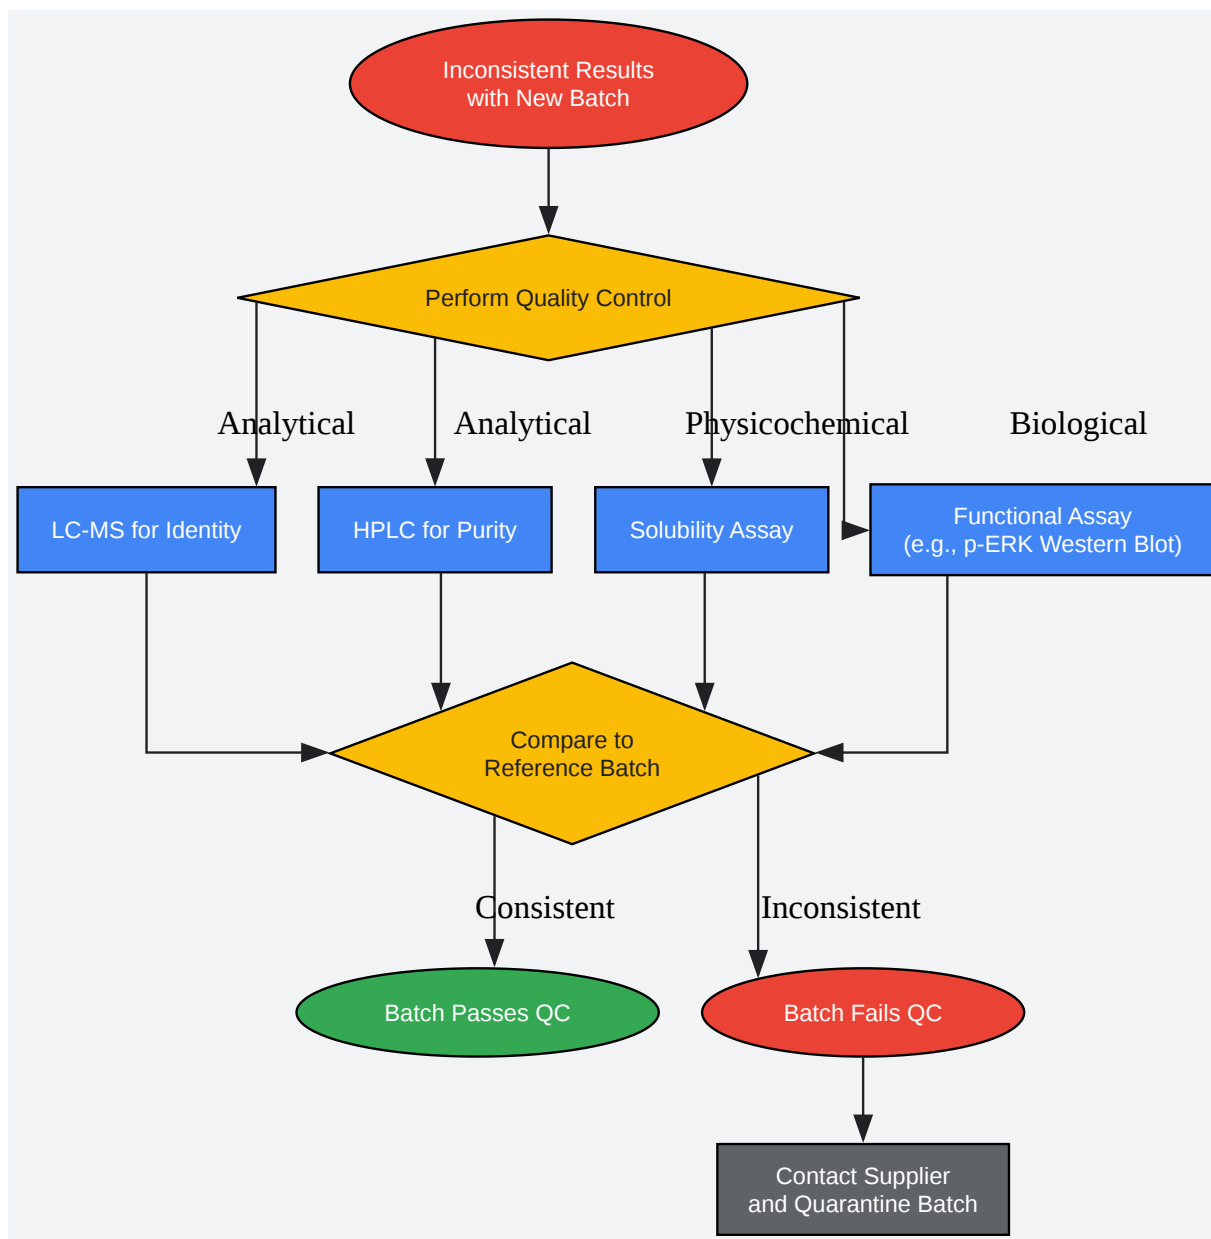 Inconsistent Results
with New Batch
Perform Quality Control
Analytical
Analytical
Physicochemical
Biological
LC-MS for Identity
HPLC for Purity
Solubility Assay
Functional Assay
(e.g., p-ERK Western Blot)
Compare to
Reference Batch
Consistent
Inconsistent
Batch Passes QC
Batch Fails QC
Contact Supplier
and Quarantine Batch